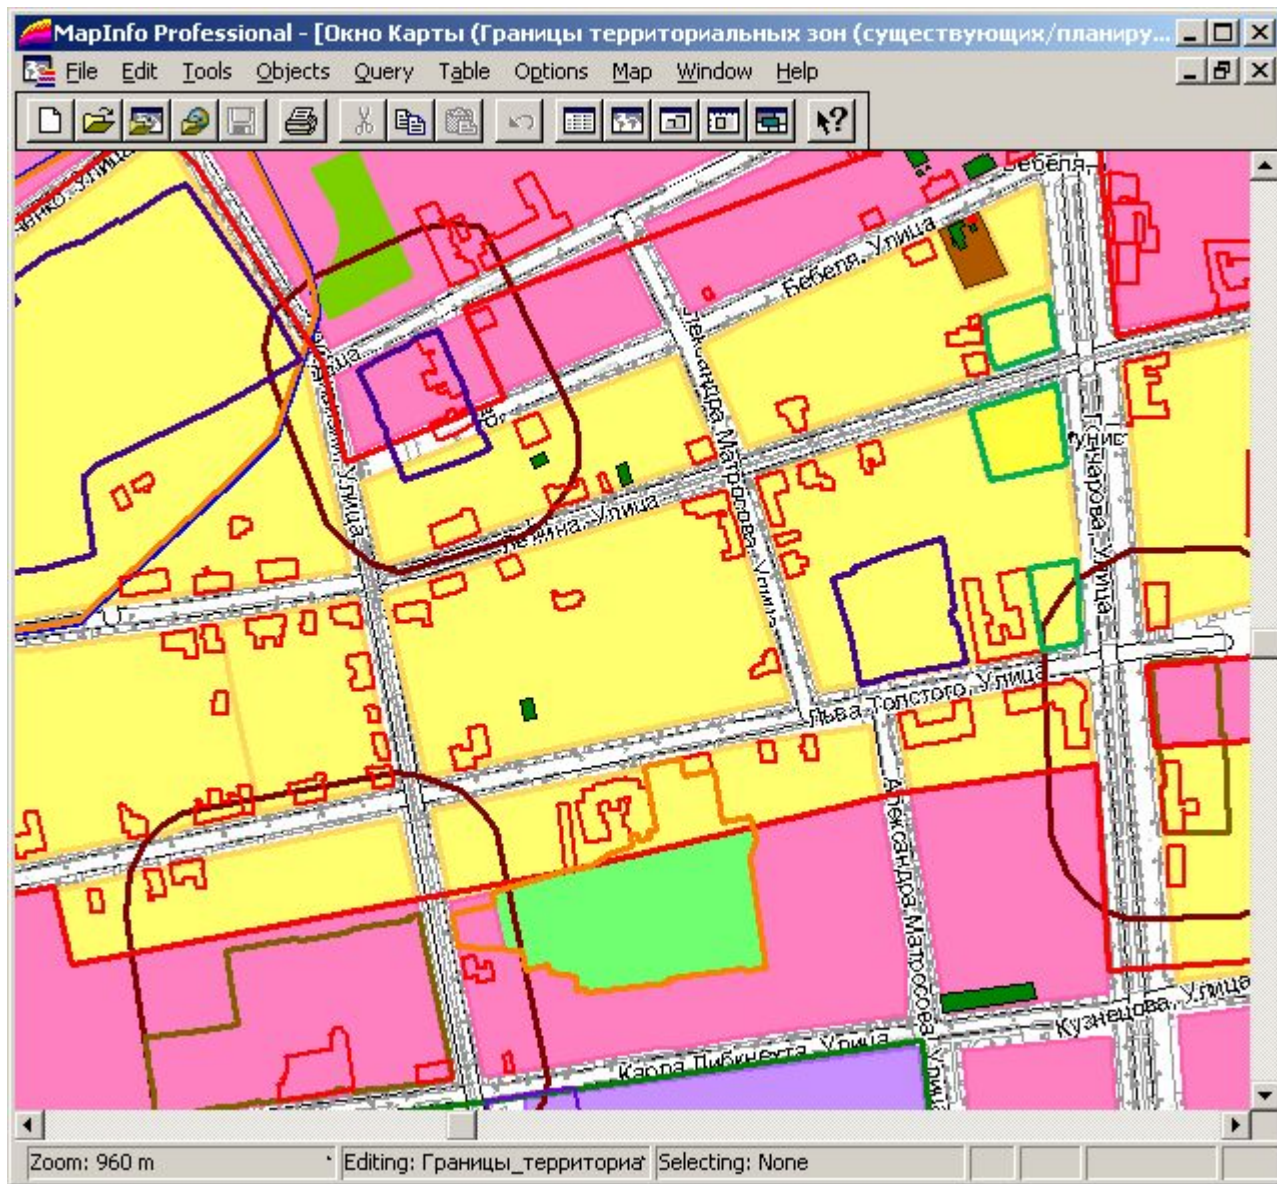 MapInfo Professional - [Окно Карты (Границы территориальных зон (существующих/планиру...
File Edit Tools Objects Query Table Options Map Window Help
Улица
Бебеля,
Бебеля, Улица
Александра Матросова, Улица
Улица
Гончарова, Улица
Ленина, Улица
Льва Толстого, Улица
Александра Матросова, Улица
Кузнецова, Улица
Карла Либкнехта, Улица
Zoom: 960 m
Editing: Границы_территориа
Selecting: None